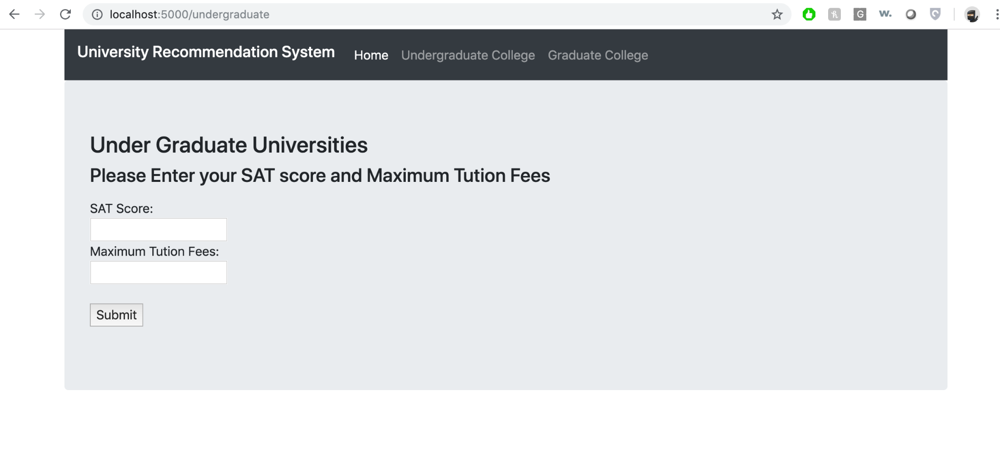 localhost:5000/undergraduate
G w.
University Recommendation System Home Undergraduate College Graduate College
Under Graduate Universities
Please Enter your SAT score and Maximum Tution Fees
SAT Score:
Maximum Tution Fees:
Submit